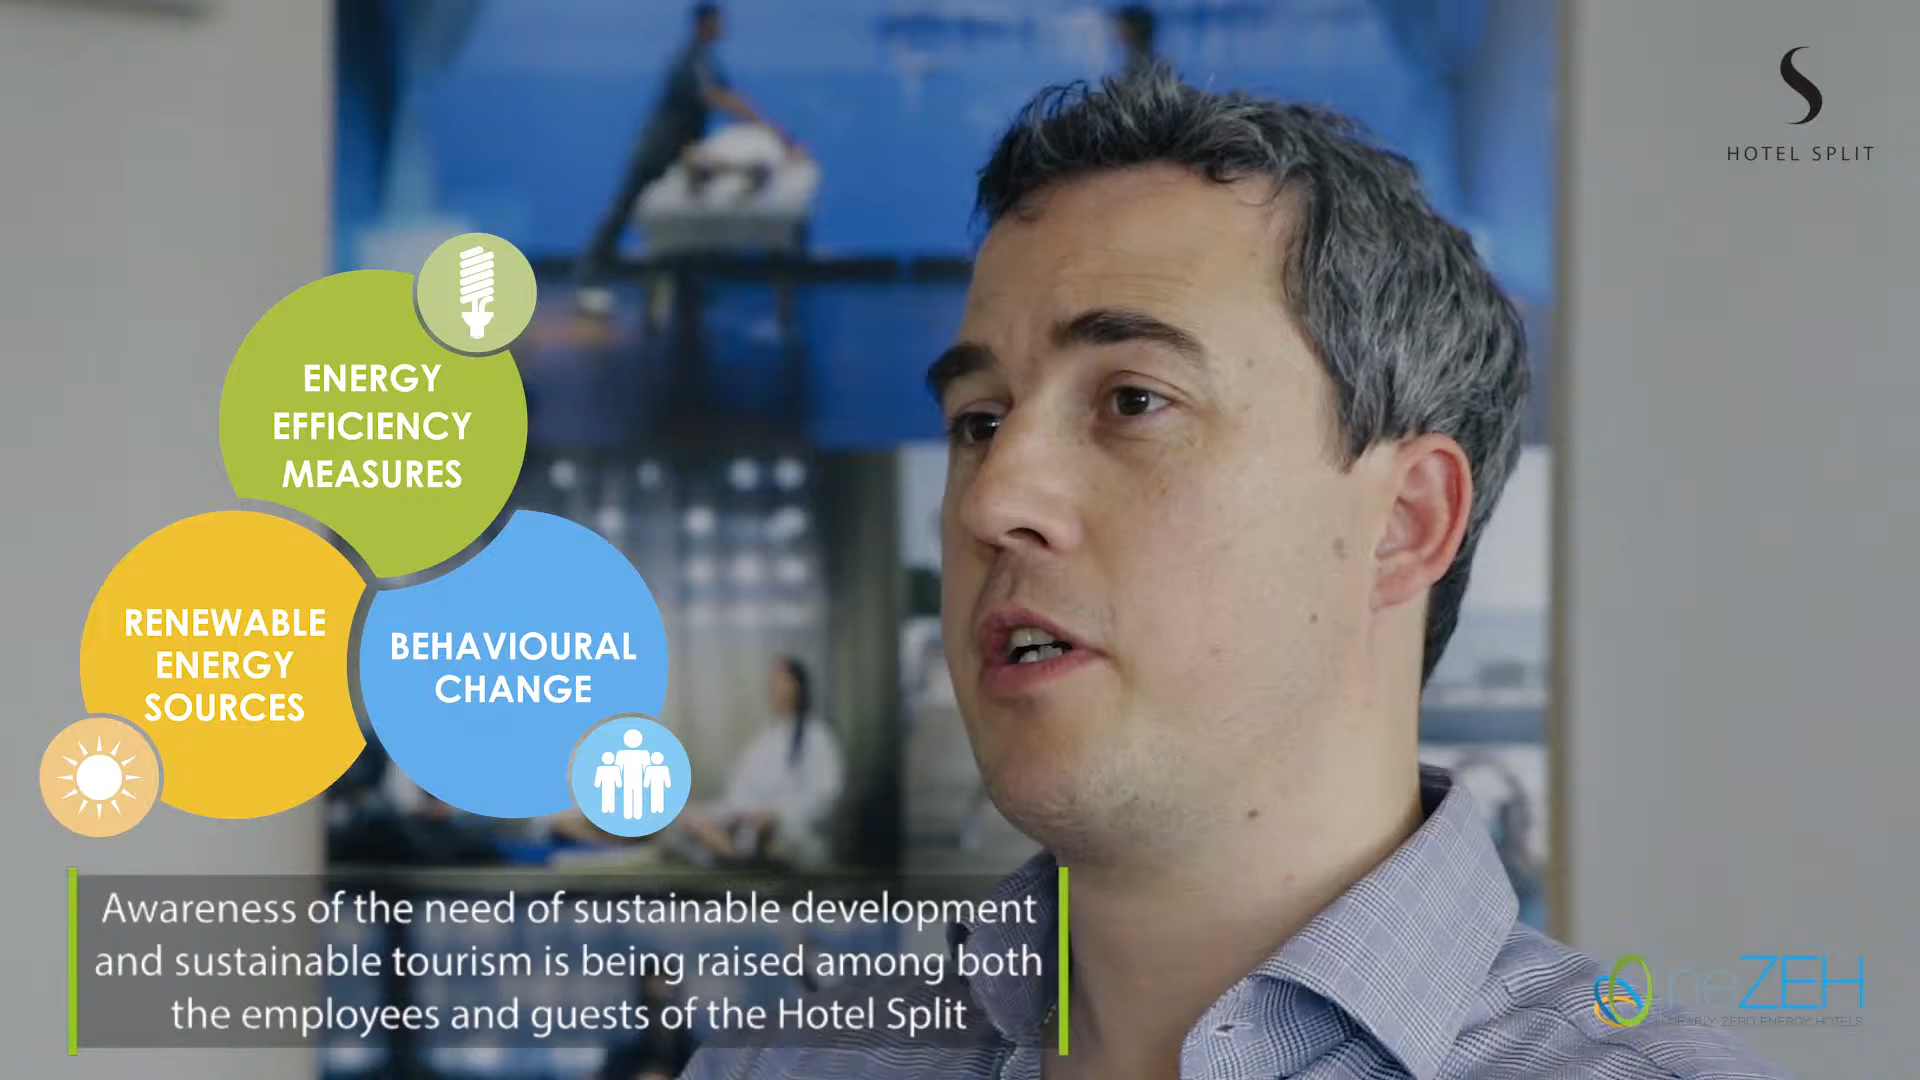 HOTEL SPLIT
ENERGY
EFFICIENCY
MEASURES
RENEWABLE
ENERGY
SOURCES
BEHAVIOURAL
CHANGE
Awareness of the need of sustainable development
and sustainable tourism is being raised among both
the employees and guests of the Hotel Split
neZEH
NEARLY ZERO ENERGY HOTELS